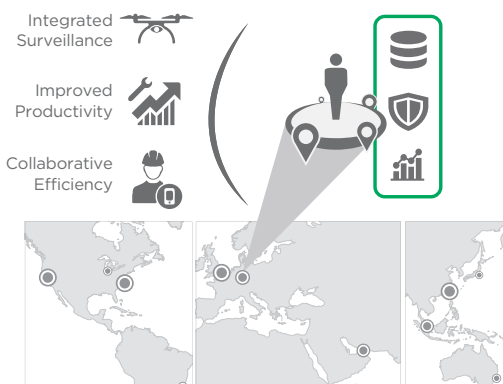 Integrated
Surveillance
Improved
Productivity
Collaborative
Efficiency